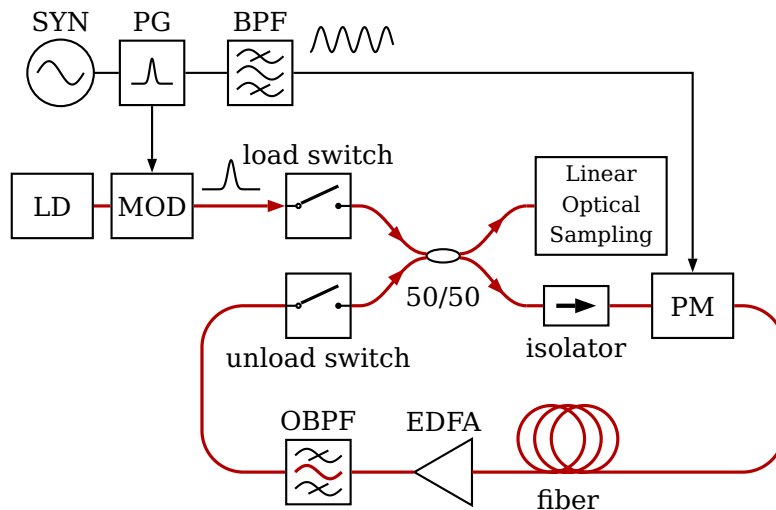 SYN
PG
BPF
load switch
LD
MOD
Linear
Optical
Sampling
50/50
unload switch
isolator
PM
OBPF
EDFA
fiber